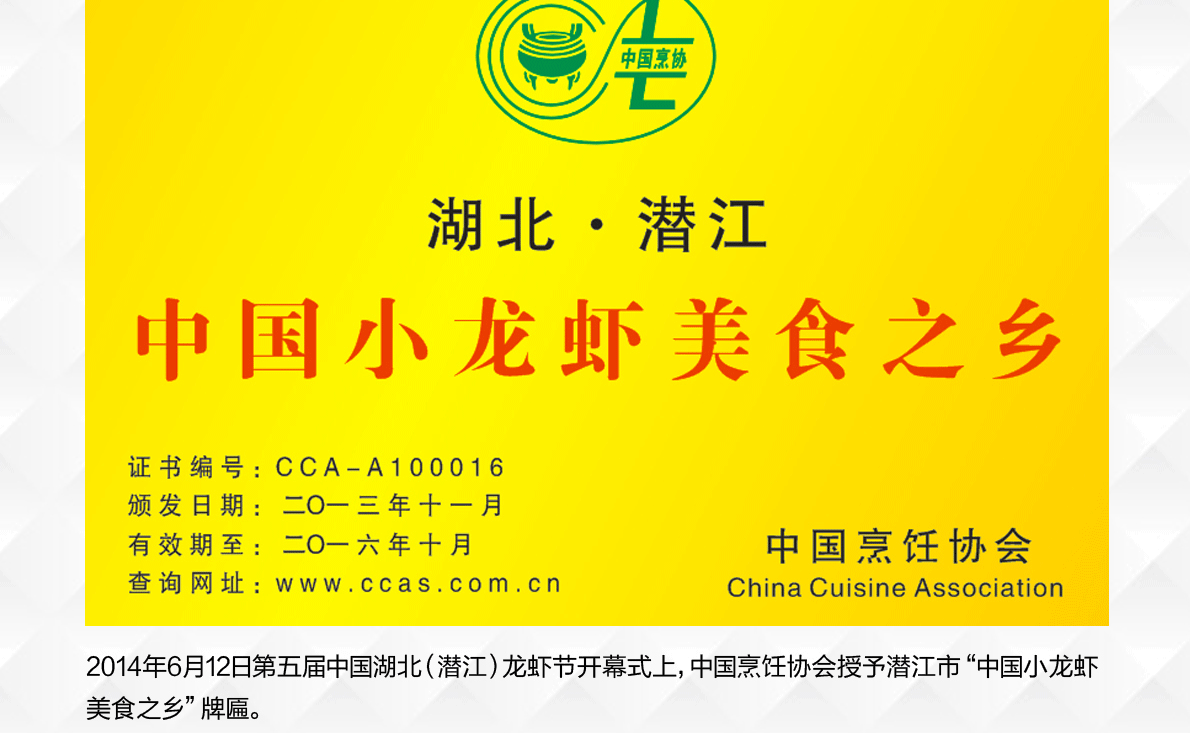 中国烹协
湖北·潜江
中国小龙虾美食之乡
证书编号：CCA-A100016
颁发日期：二〇一三年十一月
有效期至：二〇一六年十月
查询网址：www.ccas.com.cn
中国烹饪协会
China Cuisine Association
2014年6月12日第五届中国湖北（潜江）龙虾节开幕式上，中国烹饪协会授予潜江市“中国小龙虾
美食之乡”牌匾。